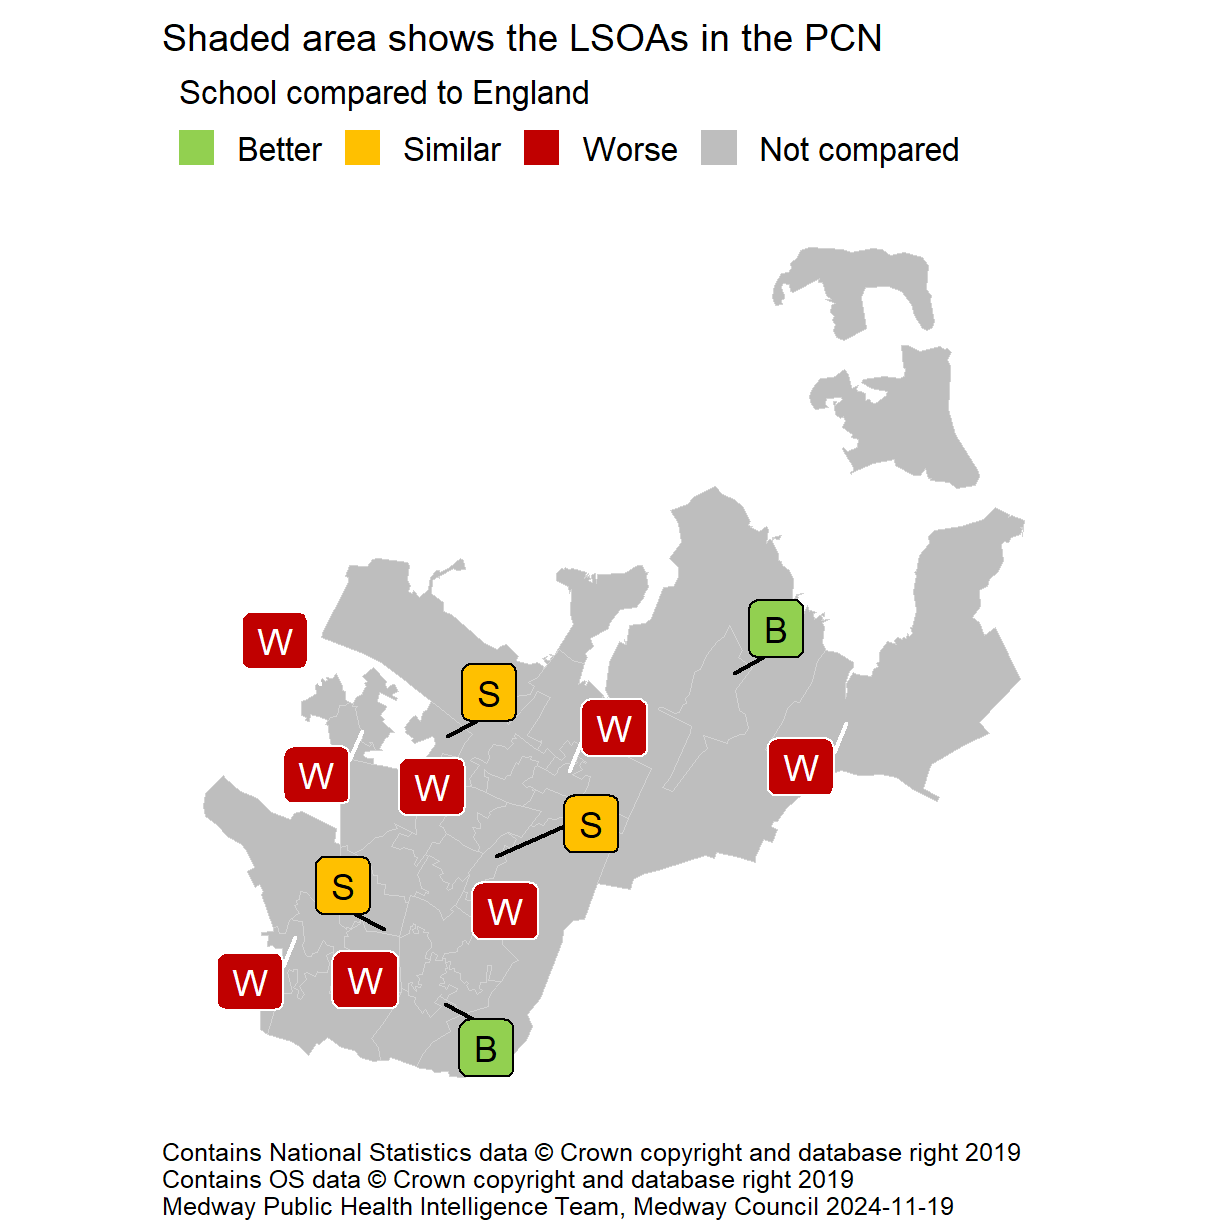 Shaded area shows the LSOAs in the PCN
School compared to England
Better Similar Worse Not compared
B
W
S
W
W
W
W
S
S
W
W
W
B
Contains National Statistics data © Crown copyright and database right 2019
Contains OS data © Crown copyright and database right 2019
Medway Public Health Intelligence Team, Medway Council 2024-11-19